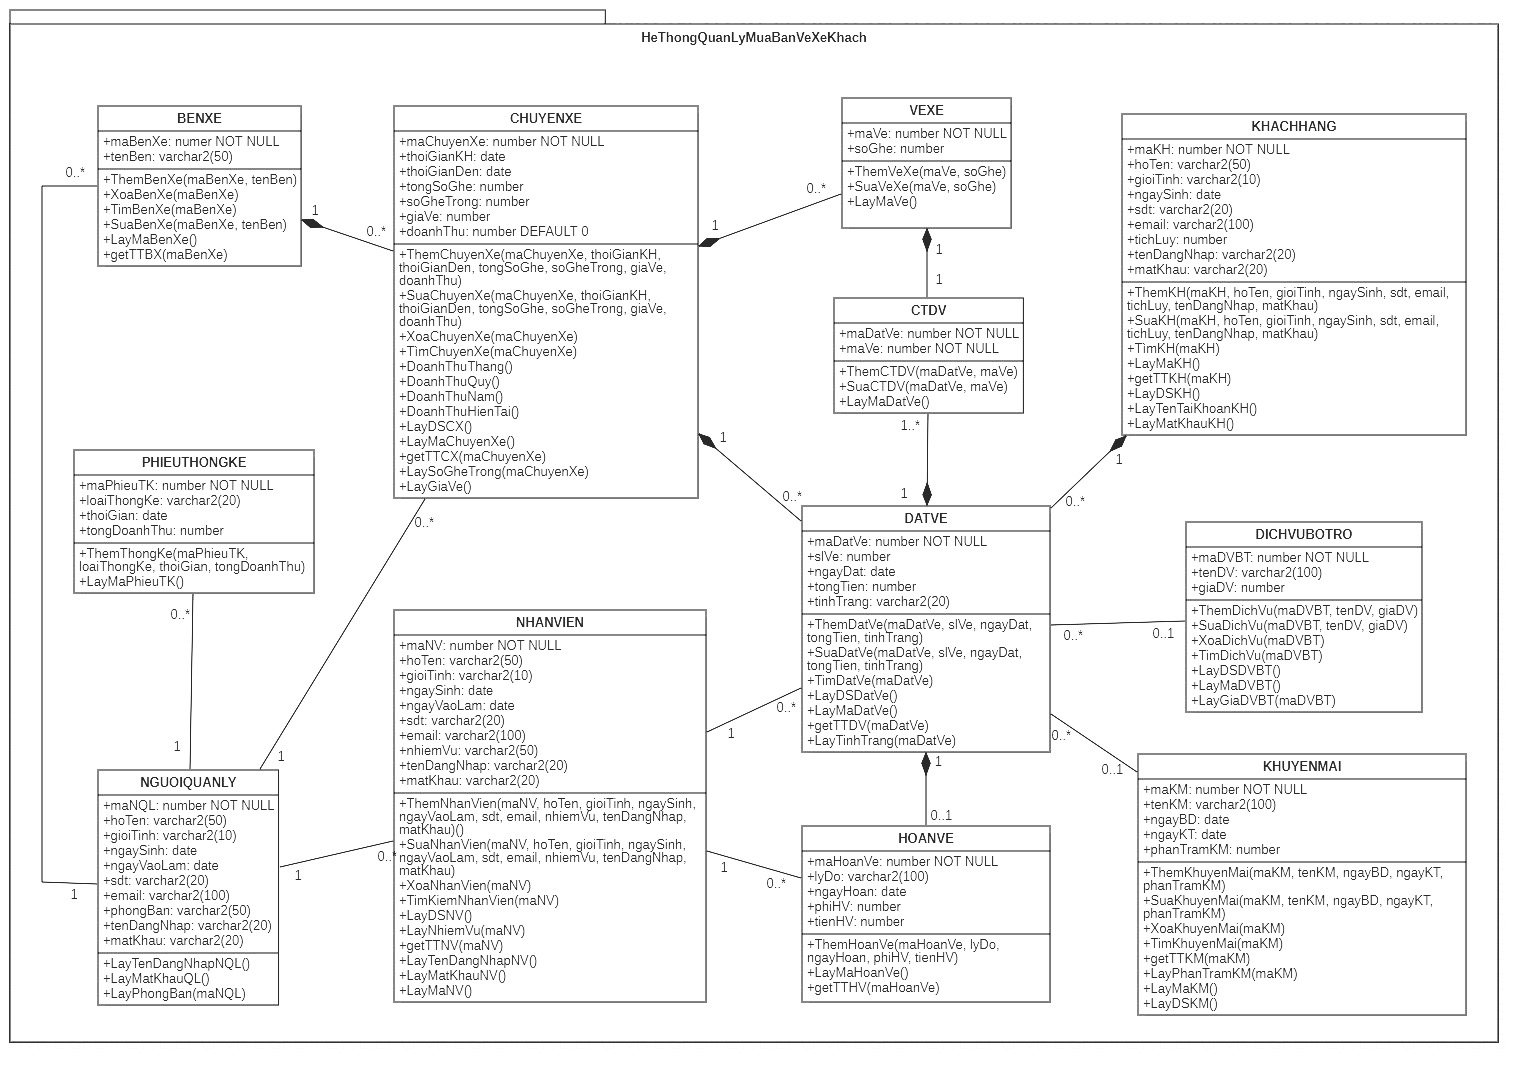 HeThongQuanLyMuaBanVeXeKhach
BENXE
+maBenXe: numer NOT NULL
+tenBen: varchar2(50)
+ThemBenXe(maBenXe, tenBen)
+XoaBenXe(maBenXe)
+TimBenXe(maBenXe)
+SuaBenXe(maBenXe, tenBen)
+LayMaBenXe()
+getTTBX(maBenXe)
0..*
1
0..*
CHUYENXE
+maChuyenXe: number NOT NULL
+thoiGianKH: date
+thoiGianDen: date
+tongSoGhe: number
+soGheTrong: number
+giaVe: number
+doanhThu: number DEFAULT 0
+ThemChuyenXe(maChuyenXe, thoiGianKH,
thoiGianDen, tongSoGhe, soGheTrong, giaVe,
doanhThu)
+SuaChuyenXe(maChuyenXe, thoiGianKH,
thoiGianDen, tongSoGhe, soGheTrong, giaVe,
doanhThu)
+XoaChuyenXe(maChuyenXe)
+TimChuyenXe(maChuyenXe)
+DoanhThuThang()
+DoanhThuQuy()
+DoanhThuNam()
+DoanhThuHienTai()
+LayDSCX()
+LayMaChuyenXe()
+getTTCX(maChuyenXe)
+LaySoGheTrong(maChuyenXe)
+LayGiaVe()
1
0..*
1
0..*
0..*
1
VEXE
+maVe: number NOT NULL
+soGhe: number
+ThemVeXe(maVe, soGhe)
+SuaVeXe(maVe, soGhe)
+LayMaVe()
1
1
CTDV
+maDatVe: number NOT NULL
+maVe: number NOT NULL
+ThemCTDV(maDatVe, maVe)
+SuaCTDV(maDatVe, maVe)
+LayMaDatVe()
1..*
1
KHACHHANG
+maKH: number NOT NULL
+hoTen: varchar2(50)
+gioiTinh: varchar2(10)
+ngaySinh: date
+sdt: varchar2(20)
+email: varchar2(100)
+tichLuy: number
+tenDangNhap: varchar2(20)
+matKhau: varchar2(20)
+ThemKH(maKH, hoTen, gioiTinh, ngaySinh, sdt, email,
tichLuy, tenDangNhap, matKhau)
+SuaKH(maKH, hoTen, gioiTinh, ngaySinh, sdt, email,
tichLuy, tenDangNhap, matKhau)
+TimKH(maKH)
+LayMaKH()
+getTTKH(maKH)
+LayDSKH()
+LayTenTaiKhoanKH()
+LayMatKhauKH()
1
0..*
PHIEUTHONGKE
+maPhieuTK: number NOT NULL
+loaiThongKe: varchar2(20)
+thoiGian: date
+tongDoanhThu: number
+ThemThongKe(maPhieuTK,
loaiThongKe, thoiGian, tongDoanhThu)
+LayMaPhieuTK()
0..*
1
DATVE
+maDatVe: number NOT NULL
+slVe: number
+ngayDat: date
+tongTien: number
+tinhTrang: varchar2(20)
+ThemDatVe(maDatVe, slVe, ngayDat,
tongTien, tinhTrang)
+SuaDatVe(maDatVe, slVe, ngayDat,
tongTien, tinhTrang)
+TimDatVe(maDatVe)
+LayDSDatVe()
+LayMaDatVe()
+getTTDV(maDatVe)
+LayTinhTrang(maDatVe)
0..*
0..1
DICHVUBOTRO
+maDVBT: number NOT NULL
+tenDV: varchar2(100)
+giaDV: number
+ThemDichVu(maDVBT, tenDV, giaDV)
+SuaDichVu(maDVBT, tenDV, giaDV)
+XoaDichVu(maDVBT)
+TimDichVu(maDVBT)
+LayDSDVBT()
+LayMaDVBT()
+LayGiaDVBT(maDVBT)
NHANVIEN
+maNV: number NOT NULL
+hoTen: varchar2(50)
+gioiTinh: varchar2(10)
+ngaySinh: date
+ngayVaoLam: date
+sdt: varchar2(20)
+email: varchar2(100)
+nhiemVu: varchar2(50)
+tenDangNhap: varchar2(20)
+matKhau: varchar2(20)
+ThemNhanVien(maNV, hoTen, gioiTinh, ngaySinh,
ngayVaoLam, sdt, email, nhiemVu, tenDangNhap,
matKhau)()
+SuaNhanVien(maNV, hoTen, gioiTinh, ngaySinh,
ngayVaoLam, sdt, email, nhiemVu, tenDangNhap,
matKhau)
+XoaNhanVien(maNV)
+TimKiemNhanVien(maNV)
+LayDSNV()
+LayNhiemVu(maNV)
+getTTNV(maNV)
+LayTenDangNhapNV()
+LayMatKhauNV()
+LayMaNV()
1
0..*
1
0..*
NGUOIQUANLY
+maNQL: number NOT NULL
+hoTen: varchar2(50)
+gioiTinh: varchar2(10)
+ngaySinh: date
+ngayVaoLam: date
+sdt: varchar2(20)
+email: varchar2(100)
+phongBan: varchar2(50)
+tenDangNhap: varchar2(20)
+matKhau: varchar2(20)
+LayTenDangNhapNQL()
+LayMatKhauQL()
+LayPhongBan(maNQL)
1
1
0..*
HOANVE
+maHoanVe: number NOT NULL
+lyDo: varchar2(100)
+ngayHoan: date
+phiHV: number
+tienHV: number
+ThemHoanVe(maHoanVe, lyDo,
ngayHoan, phiHV, tienHV)
+LayMaHoanVe()
+getTTHV(maHoanVe)
1
0..1
0..*
0..1
KHUYENMAI
+maKM: number NOT NULL
+tenKM: varchar2(100)
+ngayBD: date
+ngayKT: date
+phanTramKM: number
+ThemKhuyenMai(maKM, tenKM, ngayBD, ngayKT,
phanTramKM)
+SuaKhuyenMai(maKM, tenKM, ngayBD, ngayKT,
phanTramKM)
+XoaKhuyenMai(maKM)
+TimKhuyenMai(maKM)
+getTTKM(maKM)
+LayPhanTramKM(maKM)
+LayMaKM()
+LayDSKM()